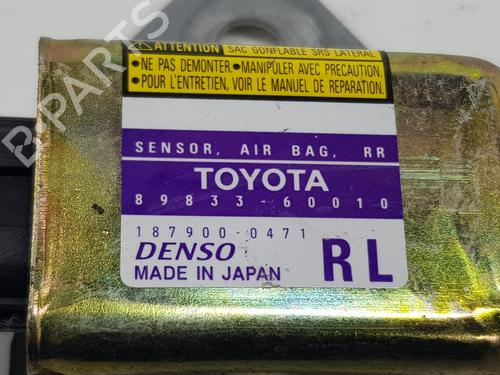 ATTENTION SAC GONFLABLE SRS LATERAL
•NE PAS DEMONTER.•MANIPULER AVEC PRECAUTION.
•POUR L'ENTRETIEN, VOIR LE MANUEL DE REPARATION.
SENSOR, AIR BAG, RR
TOYOTA
89833-60010
187900-0471
DENSO
MADE IN JAPAN
RL
B-PARTS